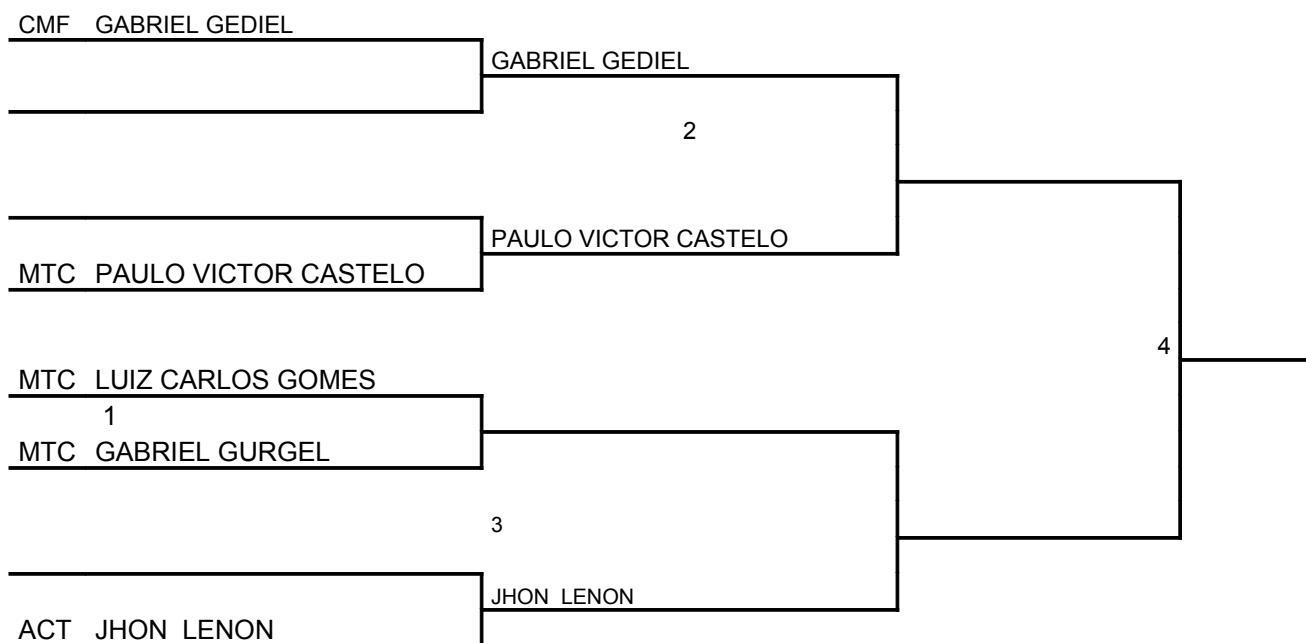 CMF GABRIEL GEDIEL
GABRIEL GEDIEL
2
PAULO VICTOR CASTELO
MTC PAULO VICTOR CASTELO
4
MTC LUIZ CARLOS GOMES
1
MTC GABRIEL GURGEL
3
JHON LENON
ACT JHON LENON